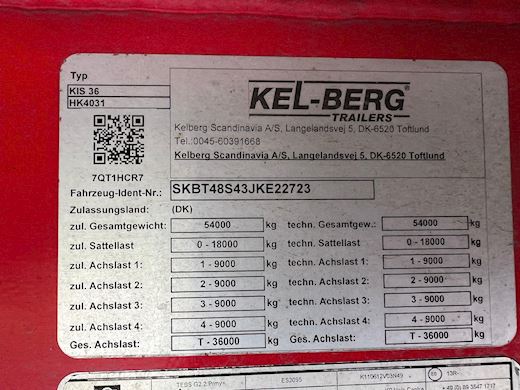 Typ
KIS 36
HK4031
KEL-BERG®
TRAILERS
Kelberg Scandinavia A/S, Langelandsvej 5, DK-6520 Toftlund
Tel.:0045-60391668
Kelberg Scandinavia A/S, Langelandsvej 5, DK-6520 Toftlund
7QT1HCR7
Fahrzeug-Ident-Nr.: SKBT48S43JKE22723
Zulassungsland: (DK)
zul. Gesamtgewicht: 54000 kg techn. Gesamtgew.: 54000 kg
zul. Sattellast 0 - 18000 kg techn. Sattellast 0 - 18000 kg
zul. Achslast 1: 1 - 9000 kg techn. Achslast 1: 1 - 9000 kg
zul. Achslast 2: 2 - 9000 kg techn. Achslast 2: 2 - 9000 kg
zul. Achslast 3: 3 - 9000 kg techn. Achslast 3: 3 - 9000 kg
zul. Achslast 4: 4 - 9000 kg techn. Achslast 4: 4 - 9000 kg
Ges. Achslast: T - 36000 kg Ges. Achslast: T - 36000 kg
ES3095
13R-